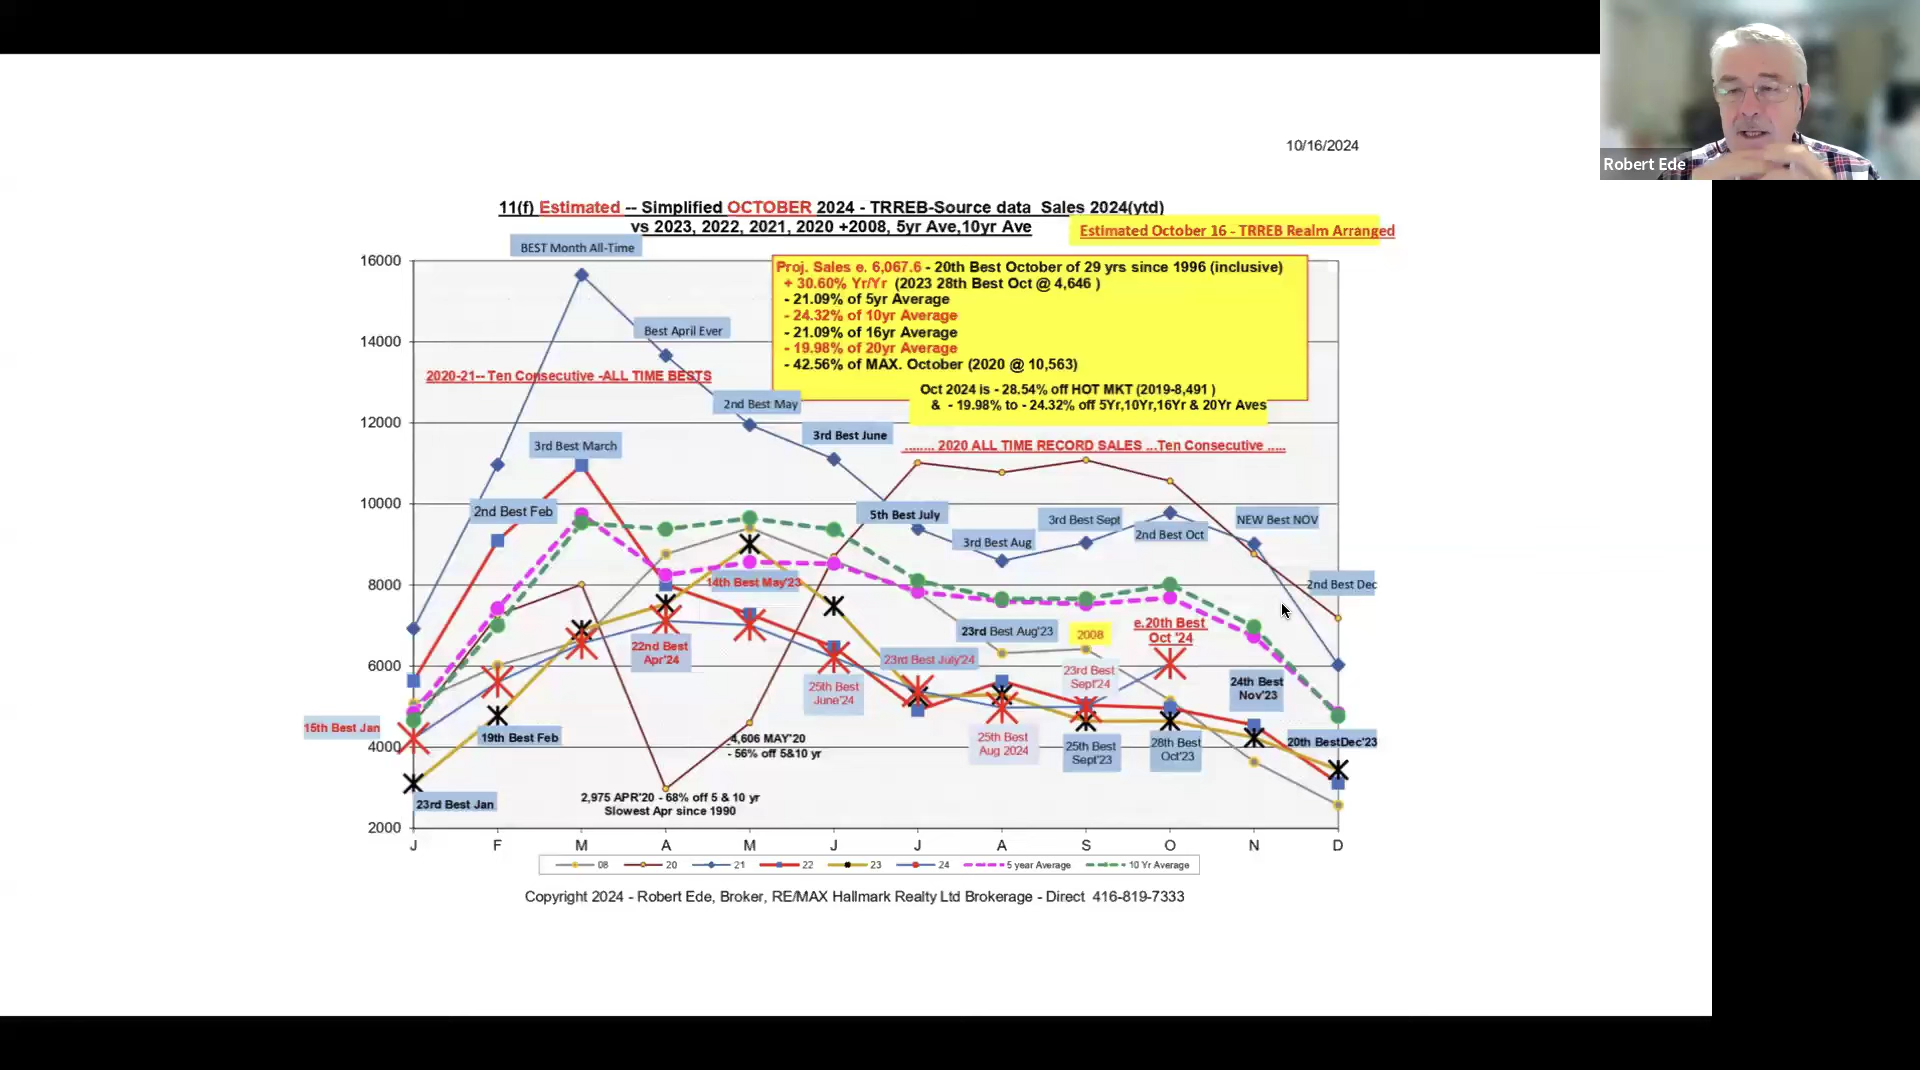 Robert Ede
10/16/2024
11(f) Estimated -- Simplified OCTOBER 2024 - TRREB-Source data Sales 2024(ytd)
vs 2023, 2022, 2021, 2020 +2008, 5yr Ave,10yr Ave
Estimated October 16 - TRREB Realm Arranged
BEST Month All-Time
16000
Proj. Sales e. 6,067.6 - 20th Best October of 29 yrs since 1996 (inclusive)
+ 30.60% Yr/Yr (2023 28th Best Oct @ 4,646 )
- 21.09% of 5yr Average
- 24.32% of 10yr Average
- 21.09% of 16yr Average
- 19.98% of 20yr Average
- 42.56% of MAX. October (2020 @ 10,563)
Oct 2024 is - 28.54% off HOT MKT (2019-8,491 )
& - 19.98% to - 24.32% off 5Yr,10Yr,16Yr & 20Yr Aves
Best April Ever
14000
2020-21-- Ten Consecutive -ALL TIME BESTS
2nd Best May
12000
3rd Best June
3rd Best March
........ 2020 ALL TIME RECORD SALES ...Ten Consecutive .....
10000
2nd Best Feb
5th Best July
3rd Best Sept
NEW Best NOV
2nd Best Oct
3rd Best Aug
8000
14th Best May'23
2nd Best Dec
e.20th Best
Oct '24
23rd Best Aug'23
2008
22nd Best
Apr'24
23rd Best July'24
6000
23rd Best
Sept'24
24th Best
Nov'23
25th Best
June'24
15th Best Jan
19th Best Feb
4,606 MAY'20
- 56% off 5&10 yr
25th Best
Aug 2024
25th Best
Sept'23
28th Best
Oct'23
20th BestDec'23
4000
23rd Best Jan
2,975 APR'20 - 68% off 5 & 10 yr
Slowest Apr since 1990
2000
J F M A M J J A S O N D
08 20 21 22 23 24 5 year Average 10 Yr Average
Copyright 2024 - Robert Ede, Broker, RE/MAX Hallmark Realty Ltd Brokerage - Direct 416-819-7333